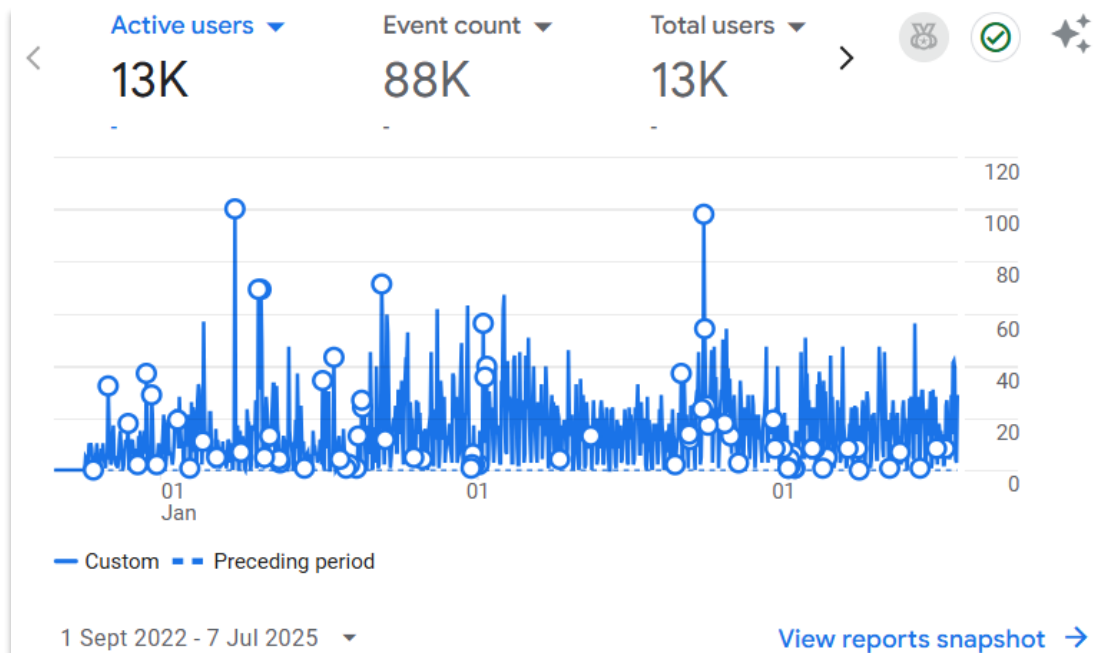 Active users Event count Total users
13K 88K 13K
- - -
120
100
80
60
40
20
0
01 01 01
Jan
Custom Preceding period
1 Sept 2022 - 7 Jul 2025 View reports snapshot